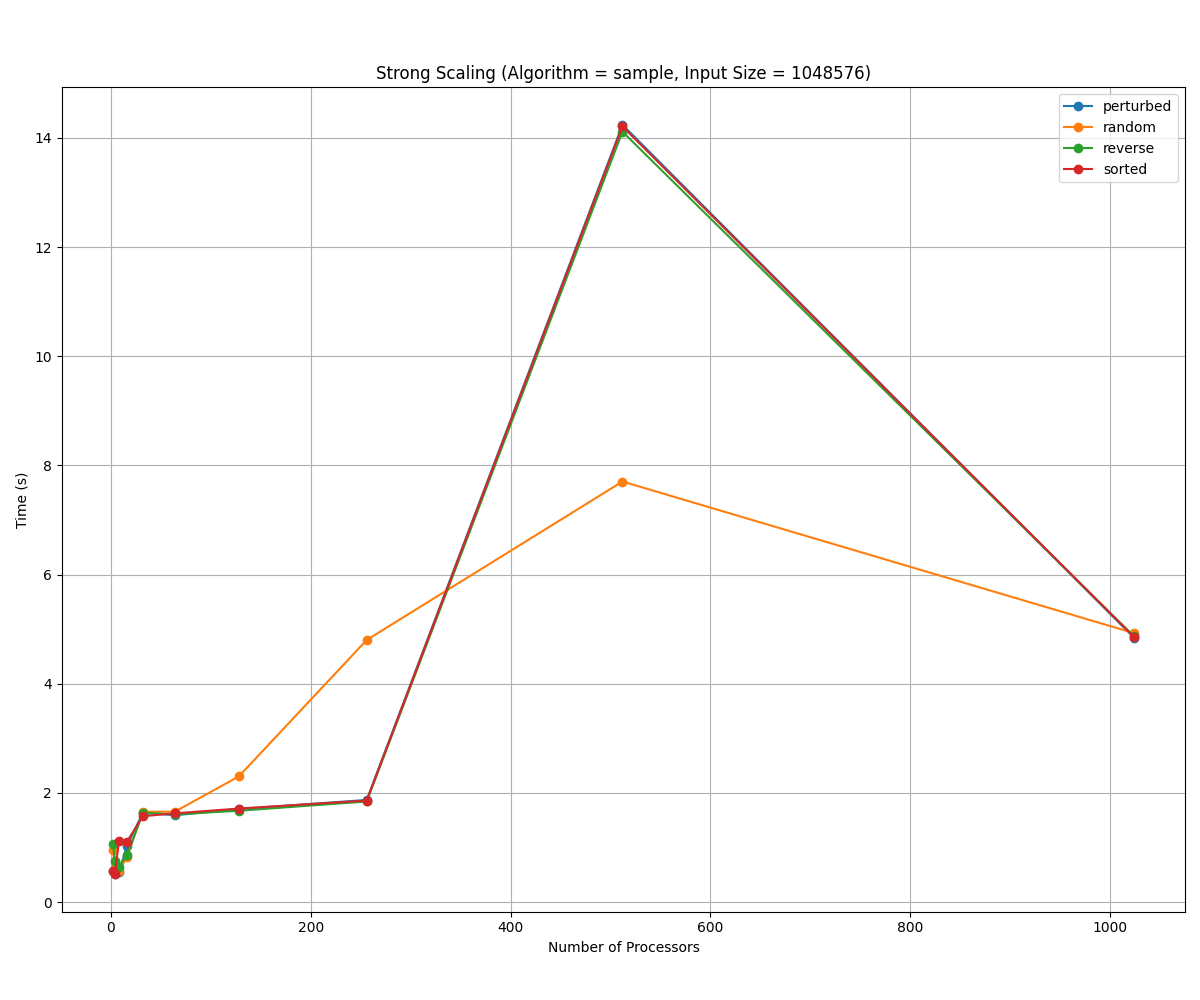 Strong Scaling (Algorithm = sample, Input Size = 1048576)
perturbed
random
reverse
sorted
14
12
10
8
6
4
2
0
Time (s)
0 200 400 600 800 1000
Number of Processors